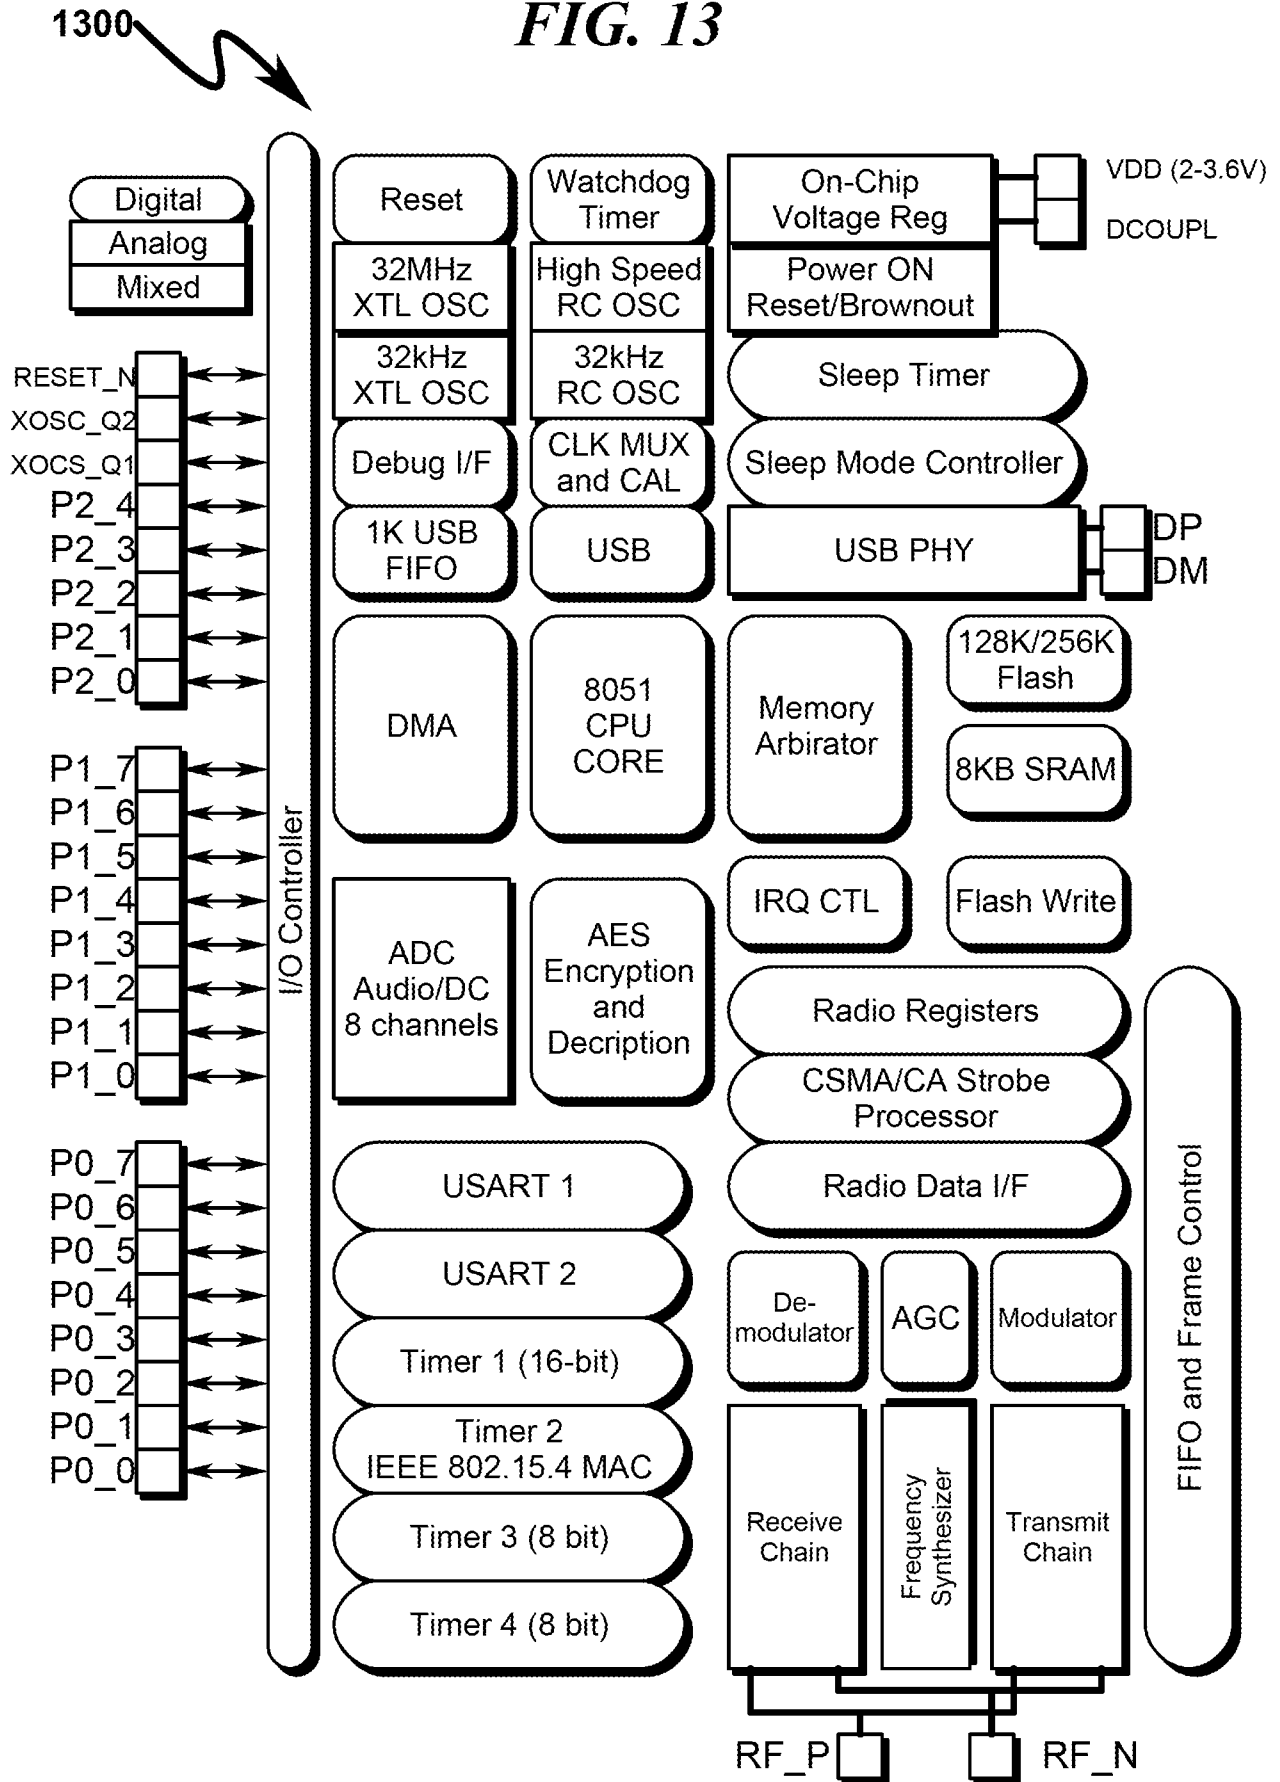 1300
FIG. 13
Digital
Analog
Mixed
RESET_N
XOSC_Q2
XOCS_Q1
P2_4
P2_3
P2_2
P2_1
P2_0
P1_7
P1_6
P1_5
P1_4
P1_3
P1_2
P1_1
P1_0
P0_7
P0_6
P0_5
P0_4
P0_3
P0_2
P0_1
P0_0
I/O Controller
Reset
Watchdog
Timer
On-Chip
Voltage Reg
VDD (2-3.6V)
DCOUPL
32MHz
XTL OSC
High Speed
RC OSC
Power ON
Reset/Brownout
32kHz
XTL OSC
32kHz
RC OSC
Sleep Timer
Debug I/F
CLK MUX
and CAL
Sleep Mode Controller
1K USB
FIFO
USB
USB PHY
DP
DM
DMA
8051
CPU
CORE
Memory
Arbirator
128K/256K
Flash
8KB SRAM
IRQ CTL
Flash Write
ADC
Audio/DC
8 channels
AES
Encryption
and
Decription
Radio Registers
CSMA/CA Strobe
Processor
Radio Data I/F
USART 1
USART 2
Timer 1 (16-bit)
Timer 2
IEEE 802.15.4 MAC
Timer 3 (8 bit)
Timer 4 (8 bit)
De-
modulator
AGC
Modulator
Receive
Chain
Frequency
Synthesizer
Transmit
Chain
FIFO and Frame Control
RF_P
RF_N